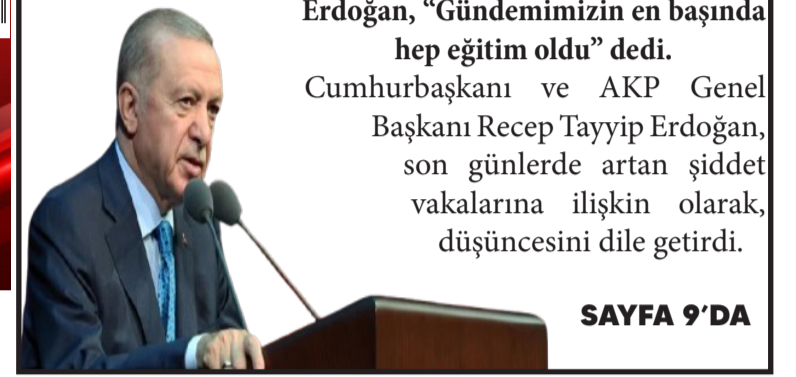 Erdoğan, “Gündemimizin en başında
hep eğitim oldu” dedi.
Cumhurbaşkanı ve AKP Genel
Başkanı Recep Tayyip Erdoğan,
son günlerde artan şiddet
vakalarına ilişkin olarak,
düşüncesini dile getirdi.
SAYFA 9’DA